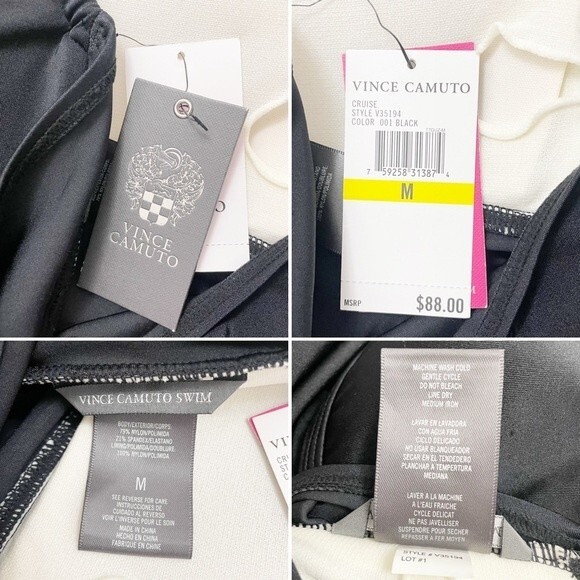 VINCE
CAMUTO
VINCE CAMUTO
CRUISE
STYLE V35194
COLOR 001 BLACK
7 59258 31387 4
M
MSRP $88.00
VINCE CAMUTO SWIM
BODY/EXTERIOR/CORPS:
79% NYLON/POLIAMIDA
21% SPANDEX/ELASTANO
LINING/POLIAMIDA/DOUBLURE:
100% NYLON/POLIAMIDA
M
SEE REVERSE FOR CARE
INSTRUCCIONES DE
CUIDADO AL REVERSO
VOIR L'INVERSE POUR LE SOIN
MADE IN CHINA
HECHO EN CHINA
FABRIQUE EN CHINE
VINC
CRUISE
STY
C
MACHINE WASH COLD
GENTLE CYCLE
DO NOT BLEACH
LINE DRY
MEDIUM IRON
LAVAR EN LAVADORA
CON AGUA FRIA
CICLO DELICADO
NO USAR BLANQUEADOR
SECAR EN EL TENDEDERO
PLANCHAR A TEMPERATURA
MEDIANA
LAVER A LA MACHINE
A L'EAU FROIDE
CYCLE DELICAT
NE PAS JAVELLISER
SUSPENDRE POUR SECHER
REPASSER A FER MOYEN
STYLE # V35194
LOT #1